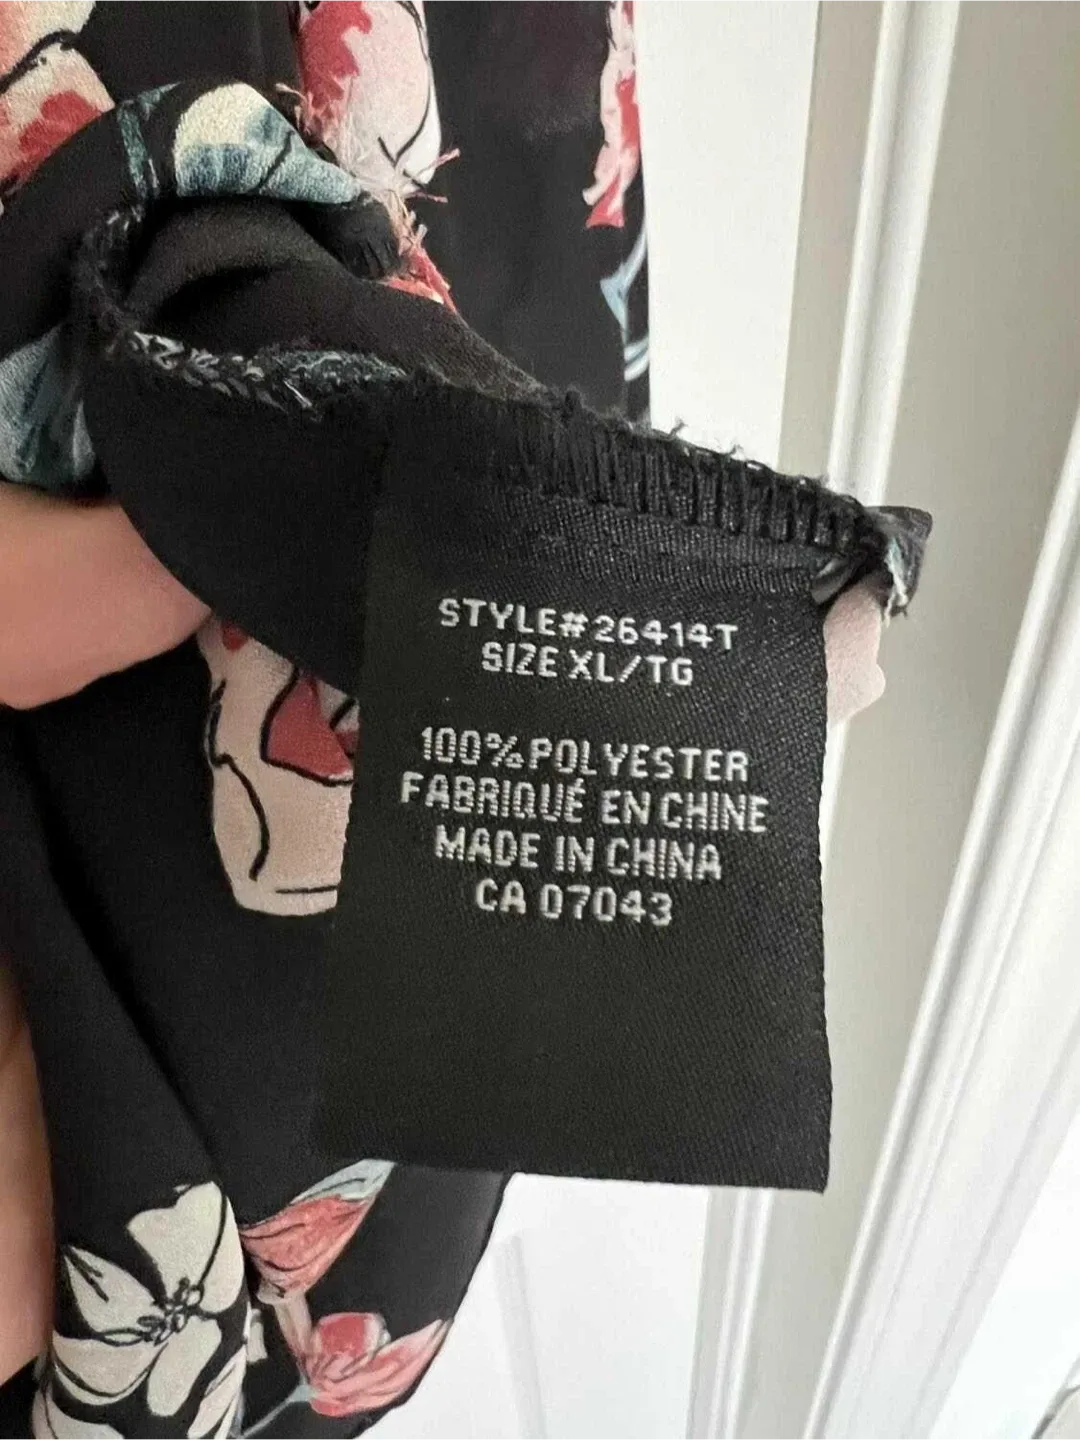 STYLE# 26414T
SIZE XL/TG
100% POLYESTER
FABRIQUÉ EN CHINE
MADE IN CHINA
CA 07043